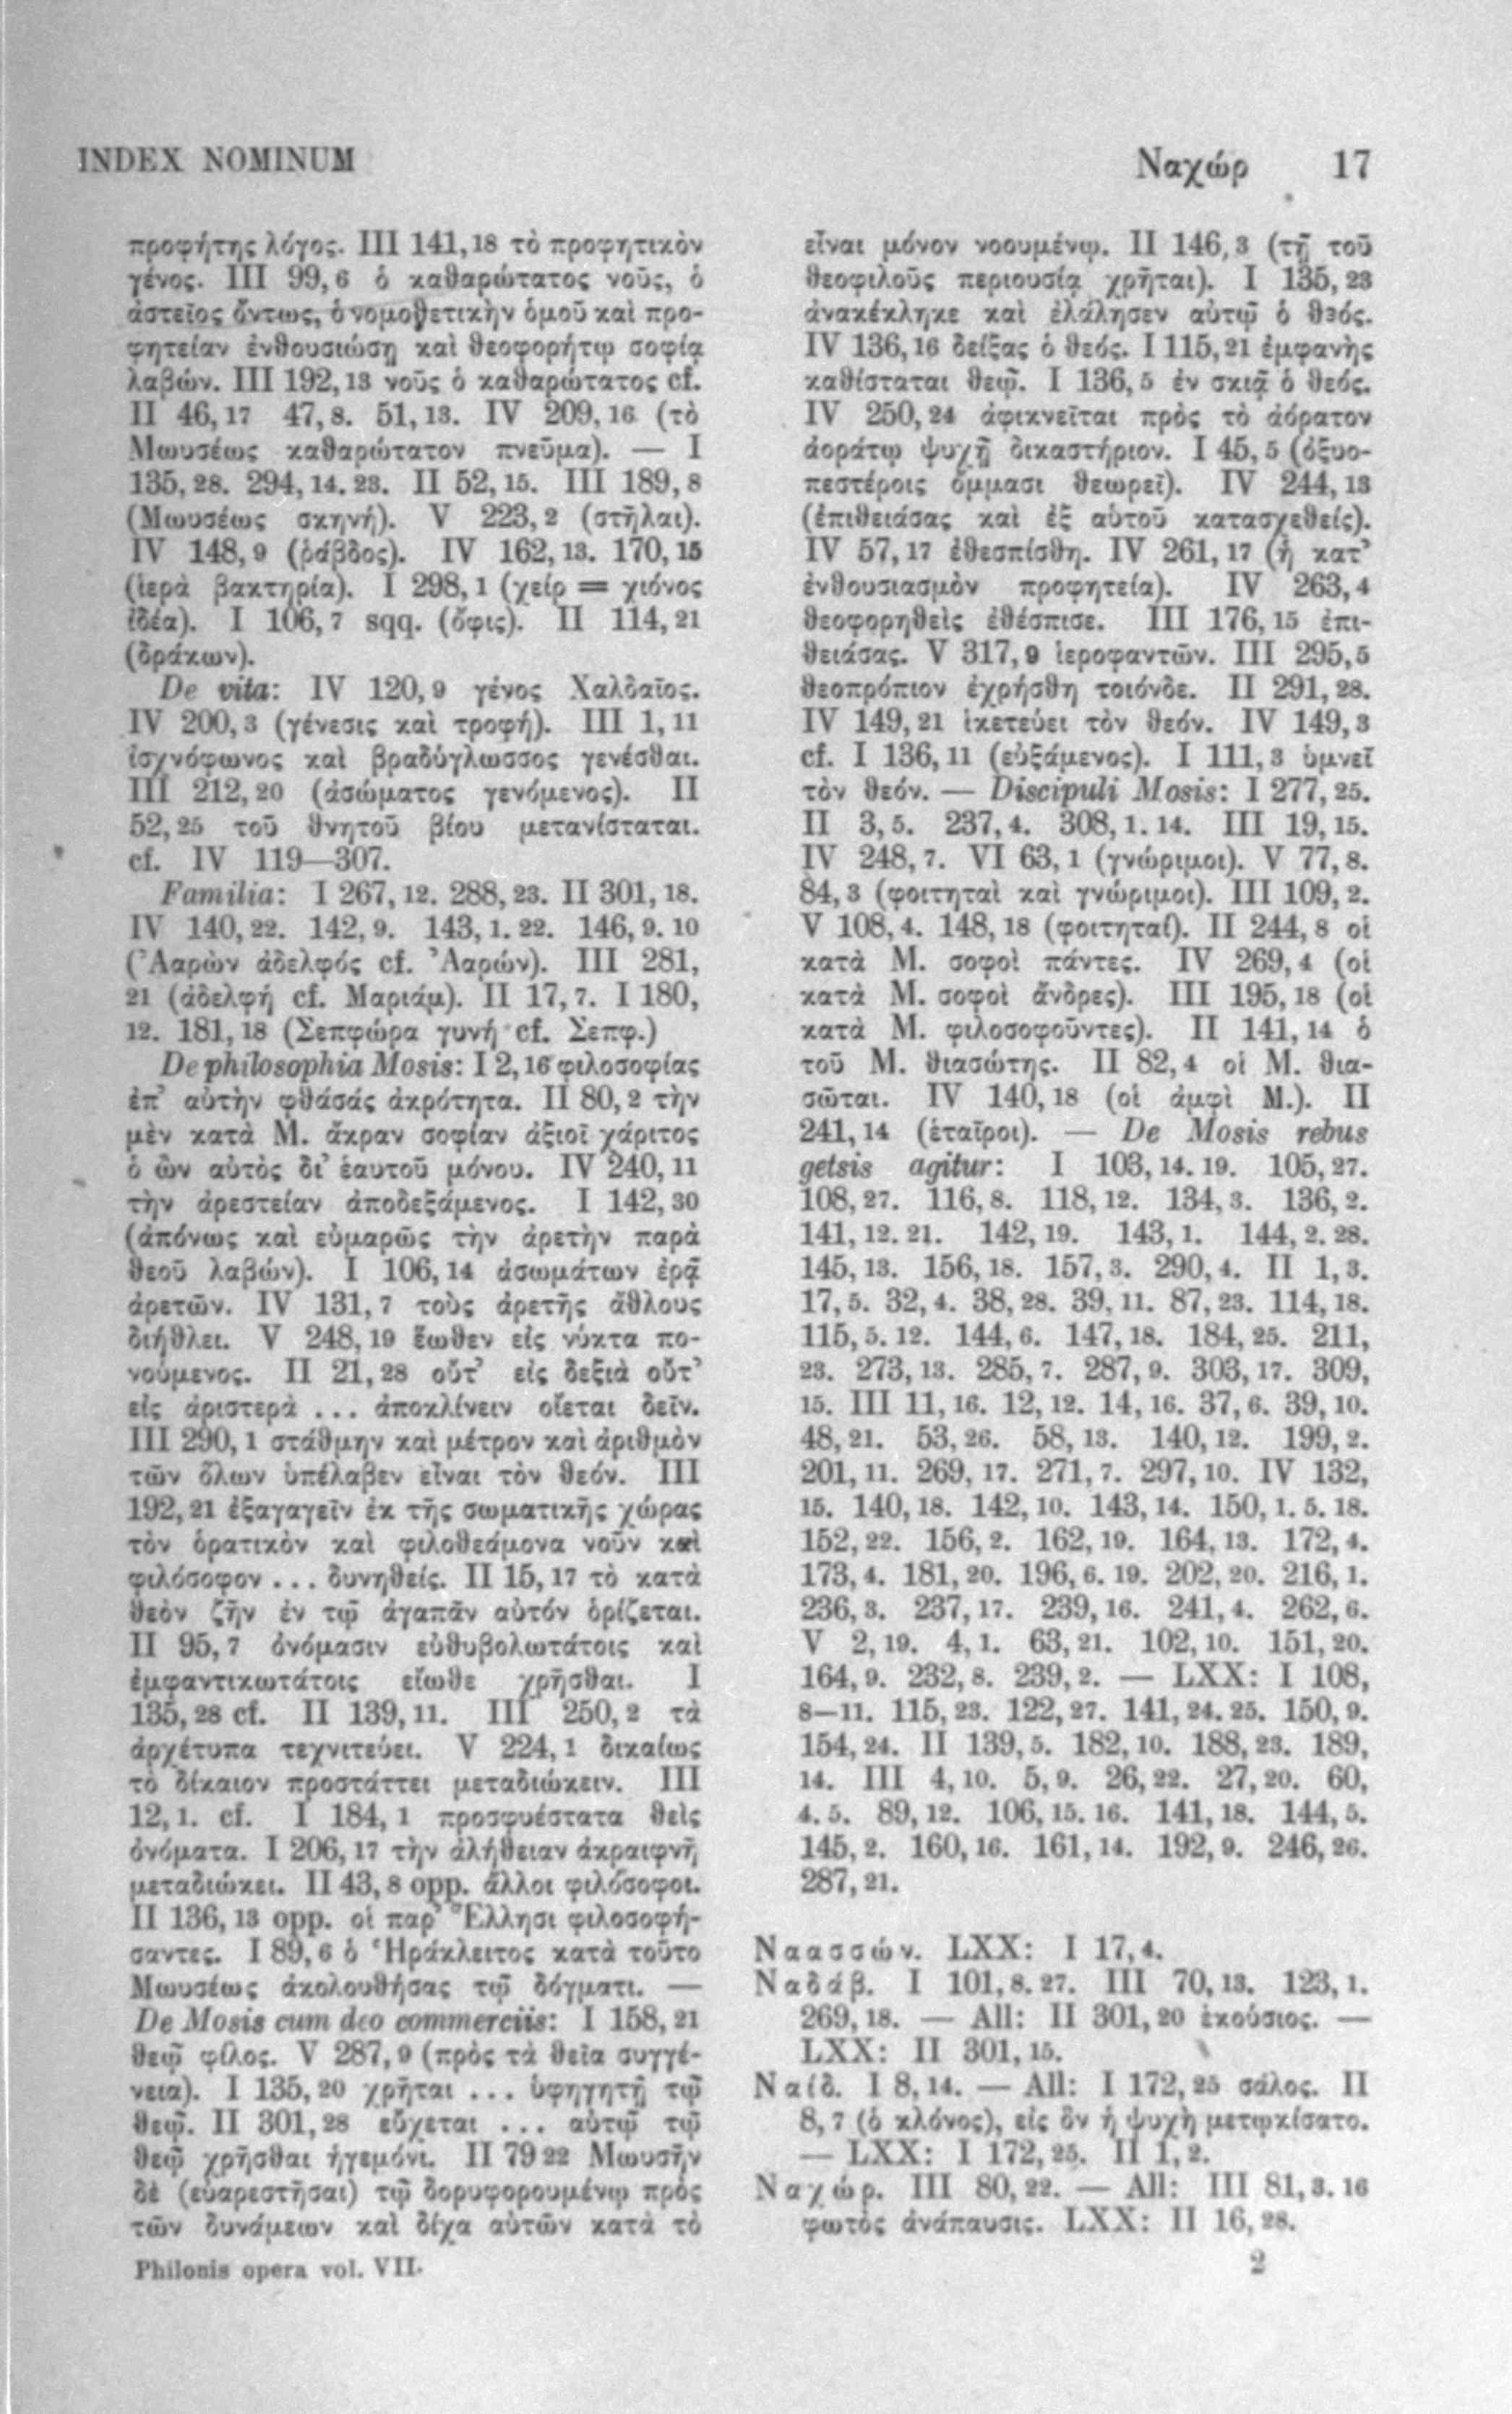 INDEX NOMINUM Ναχώρ 17
προφήτης λόγος. III 141,18 τὸ προφητικὸν
γένος. III 99,6 ὁ καθαρώτατος νοῦς, ὁ
ἀστεῖος ὄντως, ὁ νομοθετικὴν ὁμοῦ καὶ προ-
φητείαν ἐνθουσιώσῃ καὶ θεοφορήτῳ σοφίᾳ
λαβών. III 192,13 νοῦς ὁ καθαρώτατος cf.
II 46,17 47,8. 51,13. IV 209,16 (τὸ
Μωυσέως καθαρώτατον πνεῦμα). — I
135,28. 294,14.23. II 52,15. III 189,8
(Μωυσέως σκηνή). V 223,2 (στῆλαι).
IV 148,9 (ῥάβδος). IV 162,13. 170,15
(ἱερὰ βακτηρία). I 298,1 (χείρ = χιόνος
ἰδέα). I 106,7 sqq. (ὄφις). II 114,21
(δράκων).
De vita: IV 120,9 γένος Χαλδαῖος.
IV 200,3 (γένεσις καὶ τροφή). III 1,11
ἰσχνόφωνος καὶ βραδύγλωσσος γενέσθαι.
III 212,20 (ἀσώματος γενόμενος). II
52,25 τοῦ θνητοῦ βίου μετανίσταται.
cf. IV 119—307.
Familia: I 267,12. 288,23. II 301,18.
IV 140,22. 142,9. 143,1.22. 146,9.10
(Ἀαρὼν ἀδελφός cf. Ἀαρών). III 281,
21 (ἀδελφή cf. Μαριάμ). II 17,7. I 180,
12. 181,18 (Σεπφώρα γυνή cf. Σεπφ.)
De philosophia Mosis: I 2,16 φιλοσοφίας
ἐπ’ αὐτὴν φθάσάς ἀκρότητα. II 80,2 τὴν
μὲν κατὰ Μ. ἄκραν σοφίαν ἀξιοῖ χάριτος
ὁ ὢν αὐτὸς δι’ ἑαυτοῦ μόνου. IV 240,11
τὴν ἀρεστείαν ἀποδεξάμενος. I 142,30
(ἀπόνως καὶ εὐμαρῶς τὴν ἀρετὴν παρὰ
θεοῦ λαβών). I 106,14 ἀσωμάτων ἐρᾷ
ἀρετῶν. IV 131,7 τοὺς ἀρετῆς ἄθλους
διήθλει. V 248,19 ἕωθεν εἰς νύκτα πο-
νούμενος. II 21,28 οὔτ’ εἰς δεξιὰ οὔτ’
εἰς ἀριστερὰ ... ἀποκλίνειν οἴεται δεῖν.
III 290,1 στάθμην καὶ μέτρον καὶ ἀριθμὸν
τῶν ὅλων ὑπέλαβεν εἶναι τὸν θεόν. III
192,21 ἐξαγαγεῖν ἐκ τῆς σωματικῆς χώρας
τὸν ὁρατικὸν καὶ φιλοθεάμονα νοῦν καὶ
φιλόσοφον ... δυνηθείς. II 15,17 τὸ κατὰ
θεὸν ζῆν ἐν τῷ ἀγαπᾶν αὐτόν ὁρίζεται.
II 95,7 ὀνόμασιν εὐθυβολωτάτοις καὶ
ἐμφαντικωτάτοις εἴωθε χρῆσθαι. I
135,28 cf. II 139,11. III 250,2 τὰ
ἀρχέτυπα τεχνιτεύει. V 224,1 δικαίως
τὸ δίκαιον προστάττει μεταδιώκειν. III
12,1. cf. I 184,1 προσφυέστατα θεὶς
ὀνόματα. I 206,17 τὴν ἀλήθειαν ἀκραιφνῆ
μεταδιώκει. II 43,8 opp. ἄλλοι φιλόσοφοι.
II 136,13 opp. οἱ παρ’ Ἕλλησι φιλοσοφή-
σαντες. I 89,6 ὁ Ἡράκλειτος κατὰ τοῦτο
Μωυσέως ἀκολουθήσας τῷ δόγματι. —
De Mosis cum deo commerciis: I 158,21
θεῷ φίλος. V 287,9 (πρὸς τὰ θεῖα συγγέ-
νεια). I 135,20 χρῆται ... ὑφηγητῇ τῷ
θεῷ. II 301,28 εὔχεται ... αὐτῷ τῷ
θεῷ χρῆσθαι ἡγεμόνι. II 79 22 Μωυσῆν
δὲ (εὐαρεστῆσαι) τῷ δορυφορουμένῳ πρὸς
τῶν δυνάμεων καὶ δίχα αὐτῶν κατὰ τὸ
Philonis opera vol. VII.
εἶναι μόνον νοουμένῳ. II 146,3 (τῇ τοῦ
θεοφιλοῦς περιουσίᾳ χρῆται). I 135,23
ἀνακέκληκε καὶ ἐλάλησεν αὐτῷ ὁ θεός.
IV 136,16 δείξας ὁ θεός. I 115,21 ἐμφανὴς
καθίσταται θεῷ. I 136,5 ἐν σκιᾷ ὁ θεός.
IV 250,24 ἀφικνεῖται πρὸς τὸ ἀόρατον
ἀοράτῳ ψυχῇ δικαστήριον. I 45,5 (ὀξυο-
πεστέροις ὄμμασι θεωρεῖ). IV 244,13
(ἐπιθειάσας καὶ ἐξ αὑτοῦ κατασχεθείς).
IV 57,17 ἐθεσπίσθη. IV 261,17 (ἡ κατ’
ἐνθουσιασμὸν προφητεία). IV 263,4
θεοφορηθεὶς ἐθέσπισε. III 176,15 ἐπι-
θειάσας. V 317,9 ἱεροφαντῶν. III 295,5
θεοπρόπιον ἐχρήσθη τοιόνδε. II 291,28.
IV 149,21 ἱκετεύει τὸν θεόν. IV 149,3
cf. I 136,11 (εὐξάμενος). I 111,3 ὑμνεῖ
τὸν θεόν. — Discipuli Mosis: I 277,25.
II 3,5. 237,4. 308,1.14. III 19,15.
IV 248,7. VI 63,1 (γνώριμοι). V 77,8.
84,3 (φοιτηταὶ καὶ γνώριμοι). III 109,2.
V 108,4. 148,18 (φοιτηταί). II 244,8 οἱ
κατὰ Μ. σοφοὶ πάντες. IV 269,4 (οἱ
κατὰ Μ. σοφοὶ ἄνδρες). III 195,18 (οἱ
κατὰ Μ. φιλοσοφοῦντες). II 141,14 ὁ
τοῦ Μ. θιασώτης. II 82,4 οἱ Μ. θια-
σῶται. IV 140,18 (οἱ ἀμφὶ Μ.). II
241,14 (ἑταῖροι). — De Mosis rebus
getsis agitur: I 103,14.19. 105,27.
108,27. 116,8. 118,12. 134,3. 136,2.
141,12.21. 142,19. 143,1. 144,2.28.
145,13. 156,18. 157,3. 290,4. II 1,3.
17,5. 32,4. 38,28. 39,11. 87,23. 114,18.
115,5.12. 144,6. 147,18. 184,25. 211,
23. 273,13. 285,7. 287,9. 303,17. 309,
15. III 11,16. 12,12. 14,16. 37,6. 39,10.
48,21. 53,26. 58,13. 140,12. 199,2.
201,11. 269,17. 271,7. 297,10. IV 132,
15. 140,18. 142,10. 143,14. 150,1.5.18.
152,22. 156,2. 162,19. 164,13. 172,4.
173,4. 181,20. 196,6.19. 202,20. 216,1.
236,3. 237,17. 239,16. 241,4. 262,6.
V 2,19. 4,1. 63,21. 102,10. 151,20.
164,9. 232,8. 239,2. — LXX: I 108,
8—11. 115,23. 122,27. 141,24.25. 150,9.
154,24. II 139,5. 182,10. 188,23. 189,
14. III 4,10. 5,9. 26,22. 27,20. 60,
4.5. 89,12. 106,15.16. 141,18. 144,5.
145,2. 160,16. 161,14. 192,9. 246,26.
287,21.
Ναασσών. LXX: I 17,4.
Ναδάβ. I 101,8.27. III 70,13. 123,1.
269,18. — All: II 301,20 ἑκούσιος. —
LXX: II 301,15.
Ναίδ. I 8,14. — All: I 172,25 σάλος. II
8,7 (ὁ κλόνος), εἰς ὃν ἡ ψυχὴ μετῳκίσατο.
— LXX: I 172,25. II 1,2.
Ναχώρ. III 80,22. — All: III 81,3.16
φωτὸς ἀνάπαυσις. LXX: II 16,28.
2